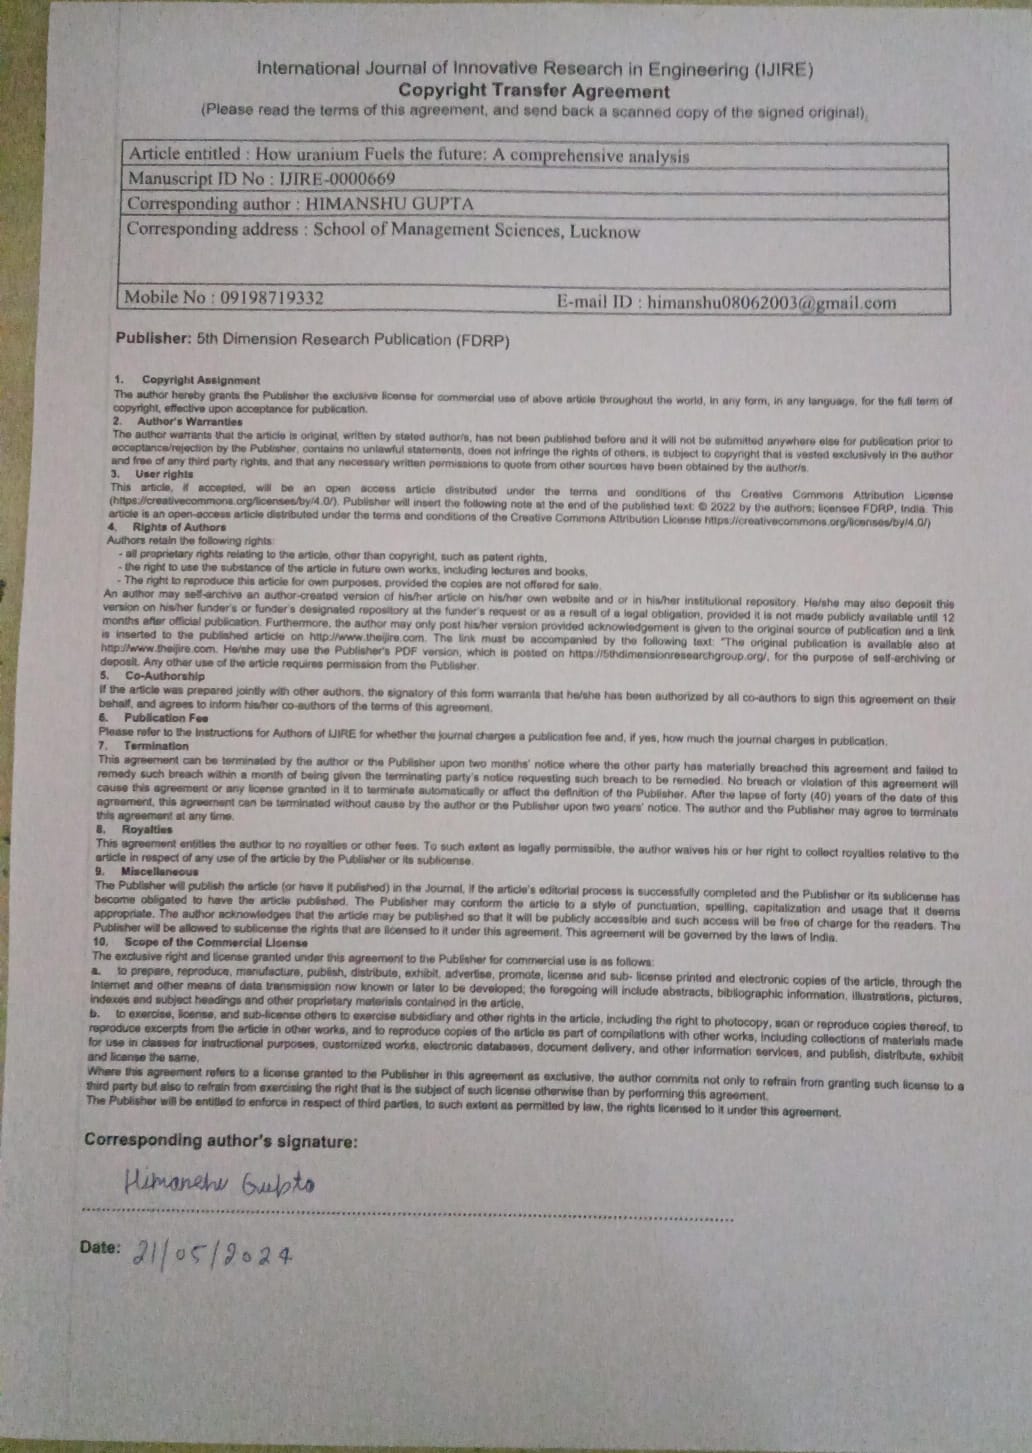 International Journal of Innovative Research in Engineering (IJIRE)
Copyright Transfer Agreement
(Please read the terms of this agreement, and send back a scanned copy of the signed original).
Article entitled : How uranium Fuels the future: A comprehensive analysis
Manuscript ID No : IJIRE-0000669
Corresponding author : HIMANSHU GUPTA
Corresponding address : School of Management Sciences, Lucknow
Mobile No : 09198719332 E-mail ID : himanshu08062003@gmail.com
Publisher: 5th Dimension Research Publication (FDRP)
1. Copyright Assignment
The author hereby grants the Publisher the exclusive license for commercial use of above article throughout the world, in any form, in any language, for the full term of
copyright, effective upon acceptance for publication.
2. Author's Warranties
The author warrants that the article is original, written by stated author/s, has not been published before and it will not be submitted anywhere else for publication prior to
acceptance/rejection by the Publisher, contains no unlawful statements, does not infringe the rights of others, is subject to copyright that is vested exclusively in the author
and free of any third party rights, and that any necessary written permissions to quote from other sources have been obtained by the author/s.
3. User rights
This article, if accepted, will be an open access article distributed under the terms and conditions of the Creative Commons Attribution License
(https://creativecommons.org/licenses/by/4.0/). Publisher will insert the following note at the end of the published text: © 2022 by the authors; licensee FDRP, India. This
article is an open-access article distributed under the terms and conditions of the Creative Commons Attribution License https://creativecommons.org/licenses/by/4.0/)
4. Rights of Authors
Authors retain the following rights:
- all proprietary rights relating to the article, other than copyright, such as patent rights,
- the right to use the substance of the article in future own works, including lectures and books,
- The right to reproduce this article for own purposes, provided the copies are not offered for sale.
An author may self-archive an author-created version of his/her article on his/her own website and or in his/her institutional repository. He/she may also deposit this
version on his/her funder's or funder's designated repository at the funder's request or as a result of a legal obligation, provided it is not made publicly available until 12
months after official publication. Furthermore, the author may only post his/her version provided acknowledgement is given to the original source of publication and a link
is inserted to the published article on http://www.theijire.com. The link must be accompanied by the following text: "The original publication is available also at
http://www.theijire.com. He/she may use the Publisher's PDF version, which is posted on https://5thdimensionresearchgroup.org/, for the purpose of self-archiving or
deposit. Any other use of the article requires permission from the Publisher.
5. Co-Authorship
If the article was prepared jointly with other authors, the signatory of this form warrants that he/she has been authorized by all co-authors to sign this agreement on their
behalf, and agrees to inform his/her co-authors of the terms of this agreement.
6. Publication Fee
Please refer to the Instructions for Authors of IJIRE for whether the journal charges a publication fee and, if yes, how much the journal charges in publication.
7. Termination
This agreement can be terminated by the author or the Publisher upon two months' notice where the other party has materially breached this agreement and failed to
remedy such breach within a month of being given the terminating party's notice requesting such breach to be remedied. No breach or violation of this agreement will
cause this agreement or any license granted in it to terminate automatically or affect the definition of the Publisher. After the lapse of forty (40) years of the date of this
agreement, this agreement can be terminated without cause by the author or the Publisher upon two years' notice. The author and the Publisher may agree to terminate
this agreement at any time.
8. Royalties
This agreement entitles the author to no royalties or other fees. To such extent as legally permissible, the author waives his or her right to collect royalties relative to the
article in respect of any use of the article by the Publisher or its sublicense.
9. Miscellaneous
The Publisher will publish the article (or have it published) in the Journal, if the article's editorial process is successfully completed and the Publisher or its sublicense has
become obligated to have the article published. The Publisher may conform the article to a style of punctuation, spelling, capitalization and usage that it deems
appropriate. The author acknowledges that the article may be published so that it will be publicly accessible and such access will be free of charge for the readers. The
Publisher will be allowed to sublicense the rights that are licensed to it under this agreement. This agreement will be governed by the laws of India.
10. Scope of the Commercial License
The exclusive right and license granted under this agreement to the Publisher for commercial use is as follows:
a. to prepare, reproduce, manufacture, publish, distribute, exhibit, advertise, promote, license and sub- license printed and electronic copies of the article, through the
Internet and other means of data transmission now known or later to be developed; the foregoing will include abstracts, bibliographic information, illustrations, pictures,
indexes and subject headings and other proprietary materials contained in the article,
b. to exercise, license, and sub-license others to exercise subsidiary and other rights in the article, including the right to photocopy, scan or reproduce copies thereof, to
reproduce excerpts from the article in other works, and to reproduce copies of the article as part of compilations with other works, including collections of materials made
for use in classes for instructional purposes, customized works, electronic databases, document delivery, and other information services, and publish, distribute, exhibit
and license the same.
Where this agreement refers to a license granted to the Publisher in this agreement as exclusive, the author commits not only to refrain from granting such license to a
third party but also to refrain from exercising the right that is the subject of such license otherwise than by performing this agreement.
The Publisher will be entitled to enforce in respect of third parties, to such extent as permitted by law, the rights licensed to it under this agreement.
Corresponding author's signature:
Himanshu Gupta
Date: 21/05/2024